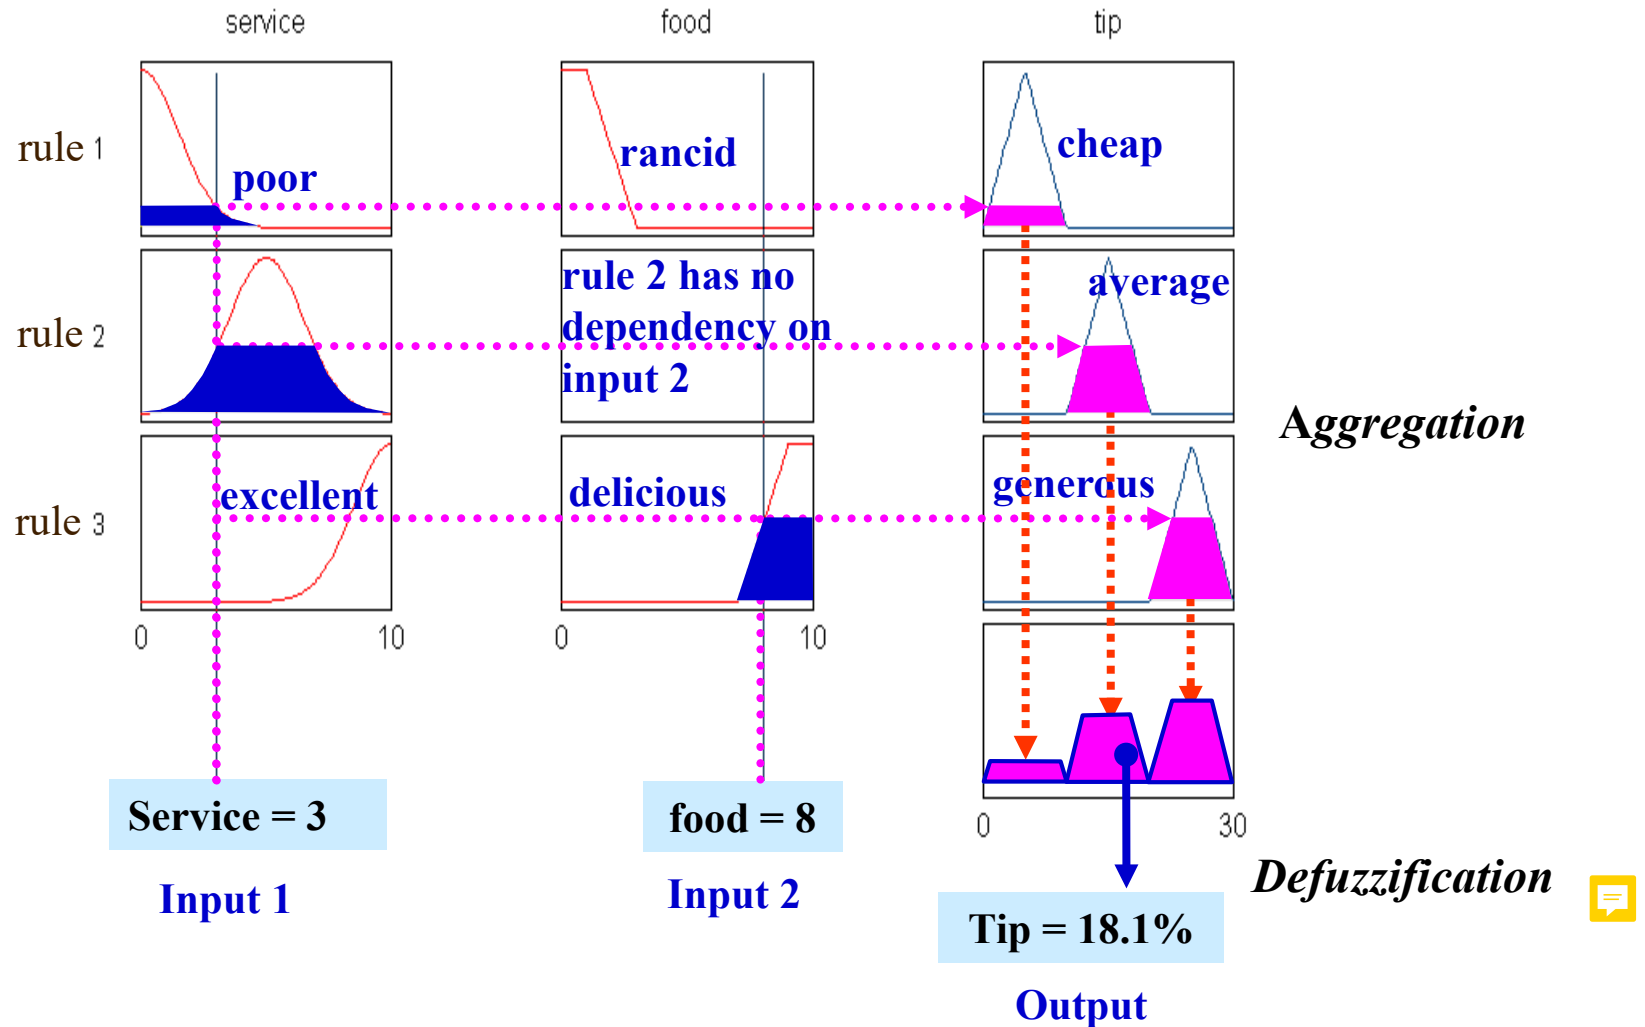 service food tip
rule 1
poor
rancid
cheap
rule 2
rule 2 has no
dependency on
input 2
average
Aggregation
rule 3
excellent
delicious
generous
0 10 0 10
0 30
Service = 3
food = 8
Defuzzification
Input 1
Input 2
Tip = 18.1%
Output